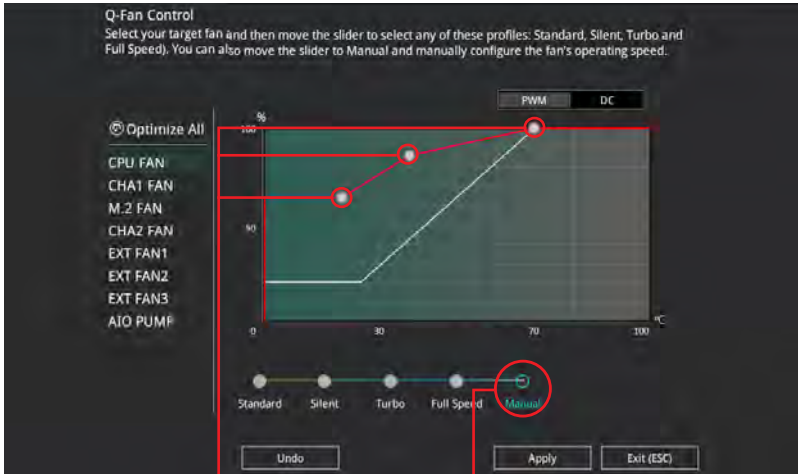 Q-Fan Control
Select your target fan and then move the slider to select any of these profiles: Standard, Silent, Turbo and
Full Speed). You can also move the slider to Manual and manually configure the fan's operating speed.
PWM DC
%
Optimize All
100
CPU FAN
CHA1 FAN
M.2 FAN
CHA2 FAN
50
EXT FAN1
EXT FAN2
EXT FAN3
AIO PUMP
°C
0 30 70 100
Standard Silent Turbo Full Speed Manual
Undo Apply Exit (ESC)